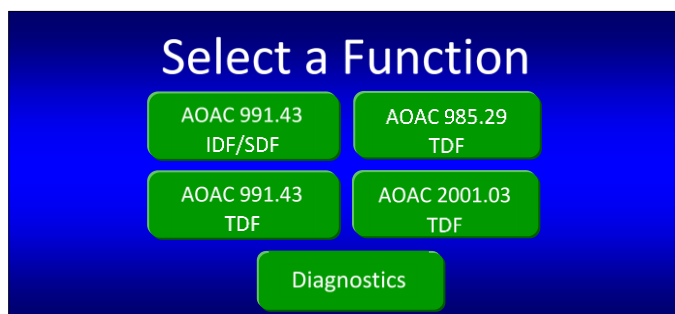 Select a Function
AOAC 991.43
IDF/SDF
AOAC 985.29
TDF
AOAC 991.43
TDF
AOAC 2001.03
TDF
Diagnostics